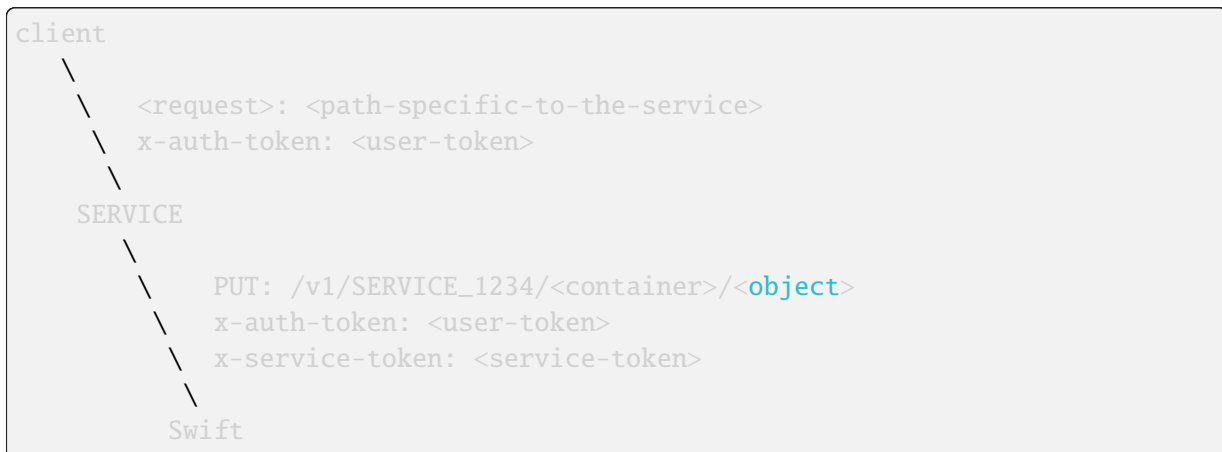 client
\
\
<request>: <path-specific-to-the-service>
\
x-auth-token: <user-token>
\
SERVICE
\
\
PUT: /v1/SERVICE_1234/<container>/<object>
\
x-auth-token: <user-token>
\
x-service-token: <service-token>
\
Swift